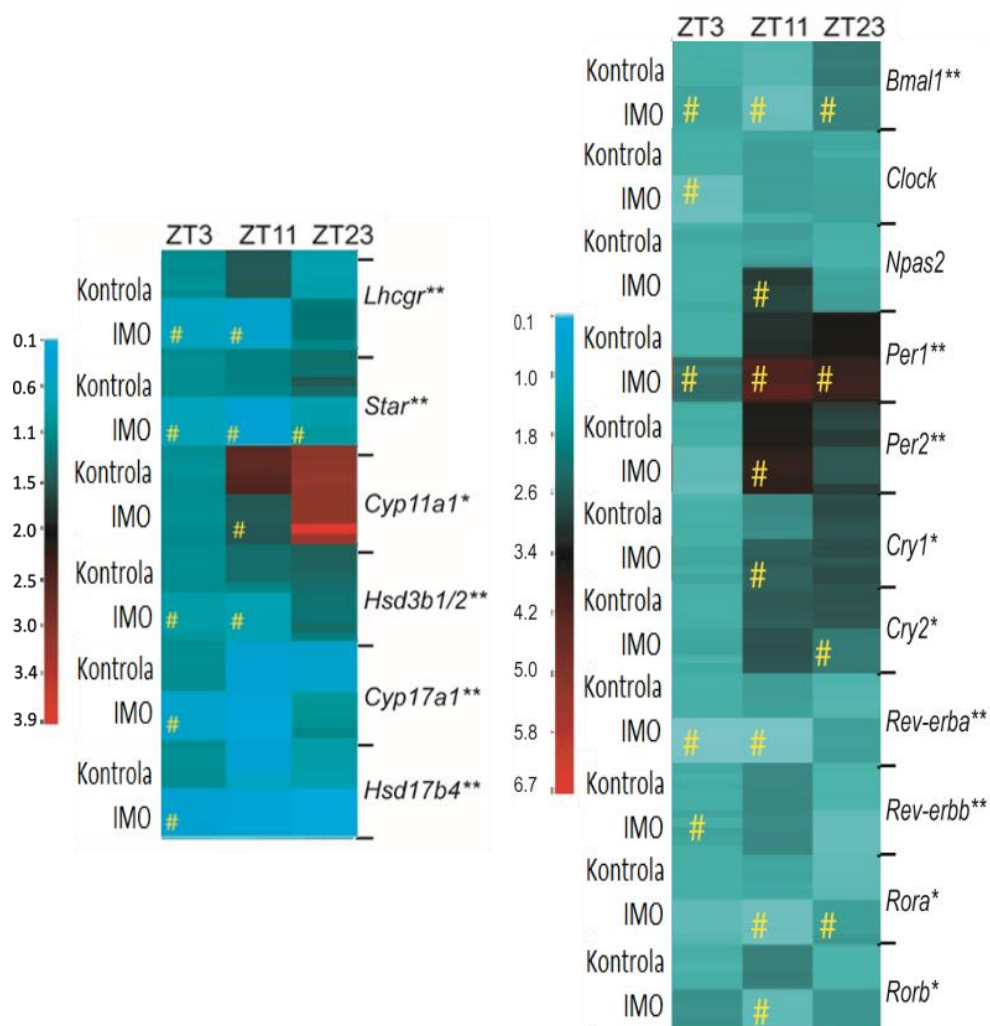 ZT3 ZT11 ZT23
Kontrola
IMO # #
Lhcgr**
Kontrola
IMO # # #
Star**
Kontrola
IMO #
Cyp11a1*
Kontrola
IMO # #
Hsd3b1/2**
Kontrola
IMO #
Cyp17a1**
Kontrola
IMO #
Hsd17b4**
0.1
0.6
1.1
1.5
2.0
2.5
3.0
3.4
3.9
ZT3 ZT11 ZT23
Kontrola
IMO # # #
Bmal1**
Kontrola
IMO #
Clock
Kontrola
IMO #
Npas2
Kontrola
IMO # # #
Per1**
Kontrola
IMO #
Per2**
Kontrola
IMO #
Cry1*
Kontrola
IMO #
Cry2*
Kontrola
IMO # #
Rev-erba**
Kontrola
IMO #
Rev-erbb**
Kontrola
IMO # #
Rora*
Kontrola
IMO #
Rorb*
0.1
1.0
1.8
2.6
3.4
4.2
5.0
5.8
6.7